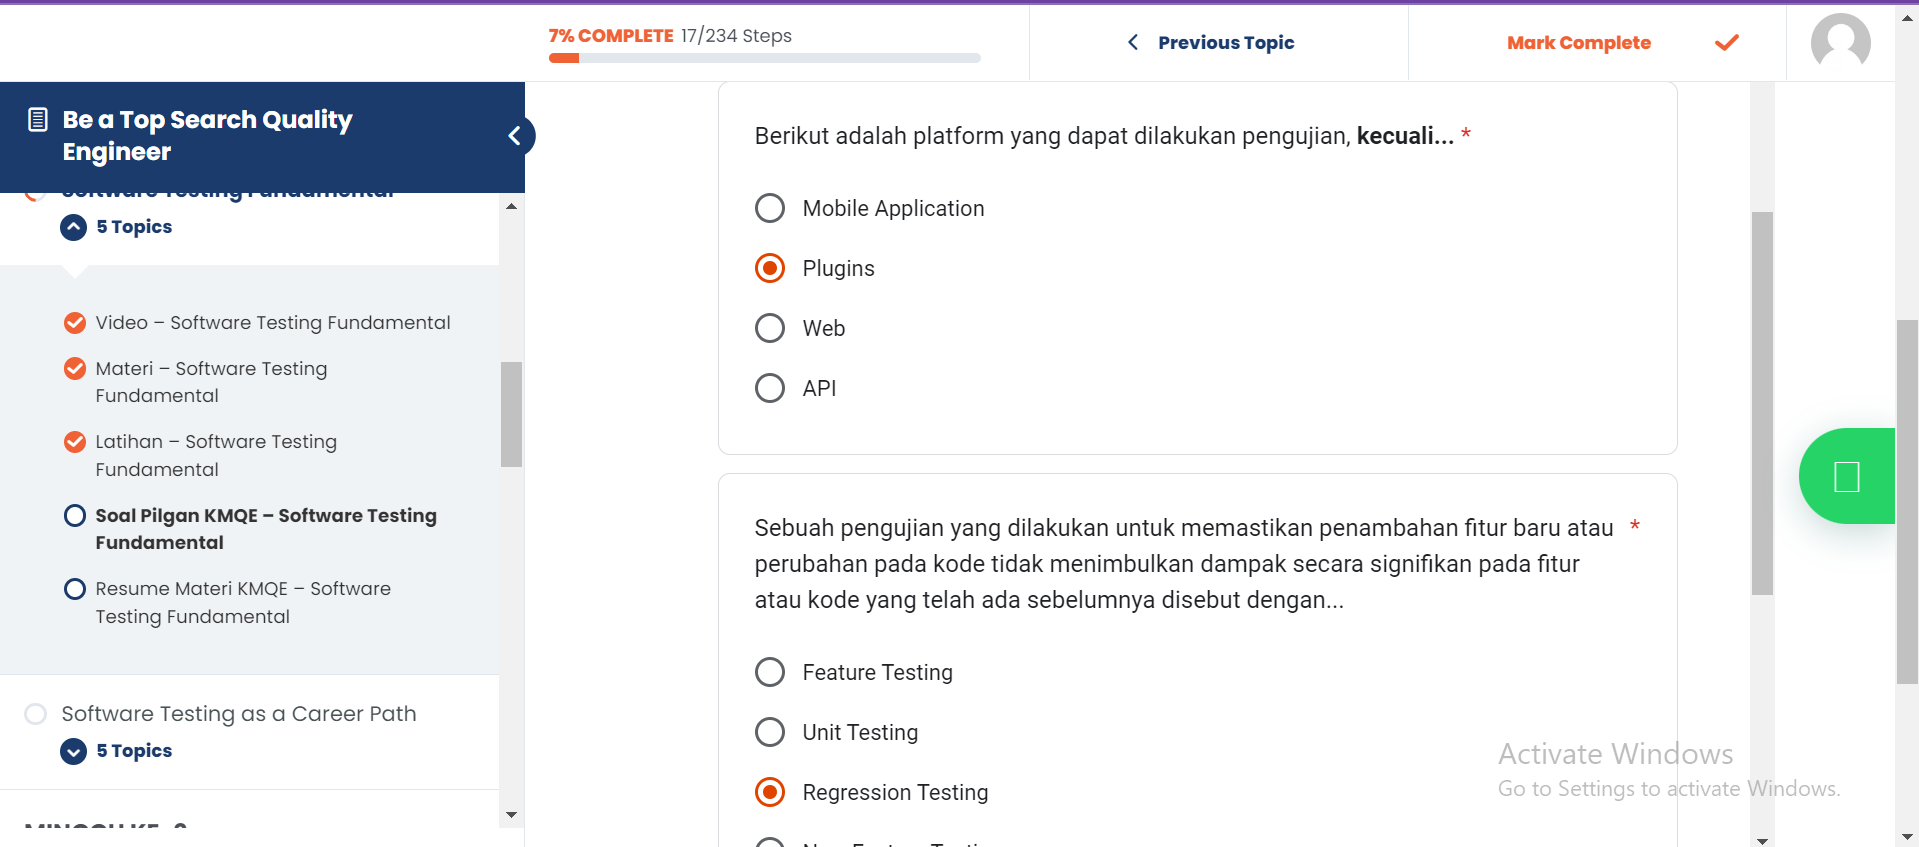 7% COMPLETE 17/234 Steps
Previous Topic
Mark Complete
Be a Top Search Quality
Engineer
Software Testing Fundamental
5 Topics
Video – Software Testing Fundamental
Materi – Software Testing
Fundamental
Latihan – Software Testing
Fundamental
Soal Pilgan KMQE – Software Testing
Fundamental
Resume Materi KMQE – Software
Testing Fundamental
Software Testing as a Career Path
5 Topics
Berikut adalah platform yang dapat dilakukan pengujian, kecuali... *
Mobile Application
Plugins
Web
API
Sebuah pengujian yang dilakukan untuk memastikan penambahan fitur baru atau *
perubahan pada kode tidak menimbulkan dampak secara signifikan pada fitur
atau kode yang telah ada sebelumnya disebut dengan...
Feature Testing
Unit Testing
Regression Testing
Activate Windows
Go to Settings to activate Windows.